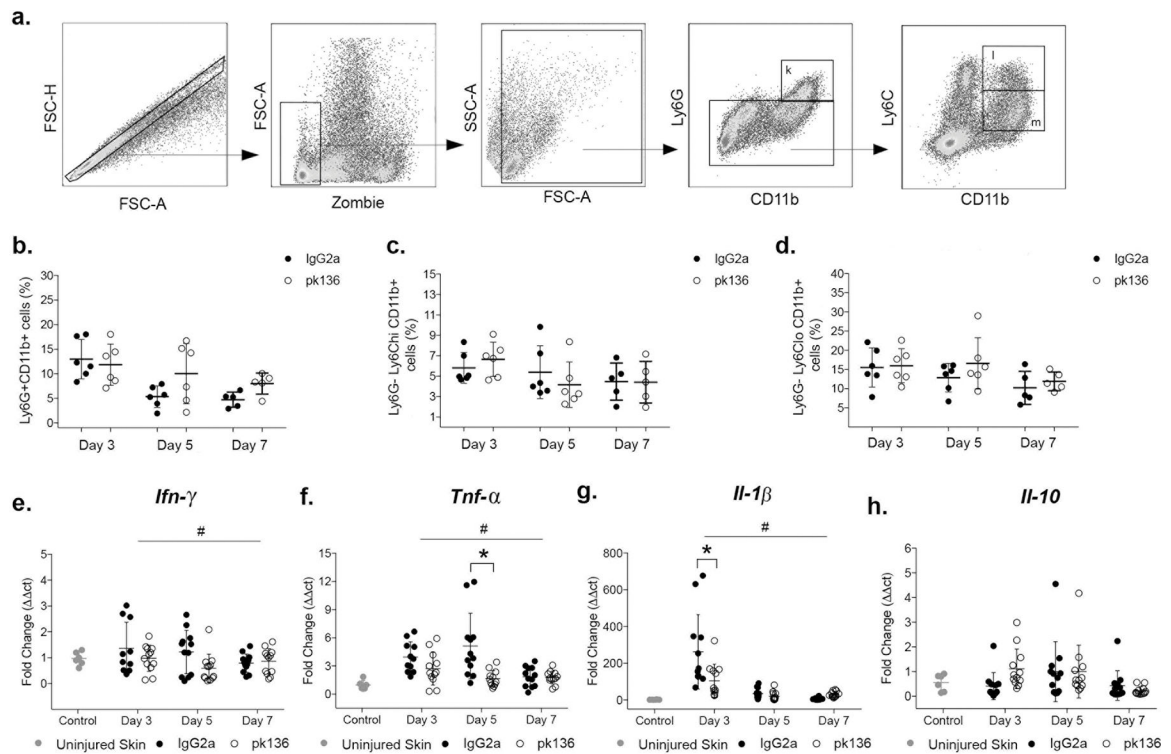 a.
FSC-H
FSC-A
FSC-A
Zombie
SSC-A
FSC-A
Ly6G
k
CD11b
Ly6C
l
m
CD11b
b.
IgG2a
pk136
Ly6G+CD11b+ cells (%)
30
25
20
15
10
5
0
Day 3 Day 5 Day 7
c.
IgG2a
pk136
Ly6G- Ly6Chi CD11b+
cells (%)
15
13
11
9
7
5
3
1
Day 3 Day 5 Day 7
d.
IgG2a
pk136
Ly6G- Ly6Clo CD11b+
cells (%)
40
35
30
25
20
15
10
5
Day 3 Day 5 Day 7
e.
Ifn-γ
#
Fold Change (ΔΔct)
5
4
3
2
1
0
Control Day 3 Day 5 Day 7
Uninjured Skin IgG2a pk136
f.
Tnf-α
#
*
Fold Change (ΔΔct)
15
12
9
6
3
0
Control Day 3 Day 5 Day 7
Uninjured Skin IgG2a pk136
g.
Il-1β
#
*
Fold Change (ΔΔct)
800
600
400
200
0
Control Day 3 Day 5 Day 7
Uninjured Skin IgG2a pk136
h.
Il-10
Fold Change (ΔΔct)
6
5
4
3
2
1
0
Control Day 3 Day 5 Day 7
Uninjured Skin IgG2a pk136